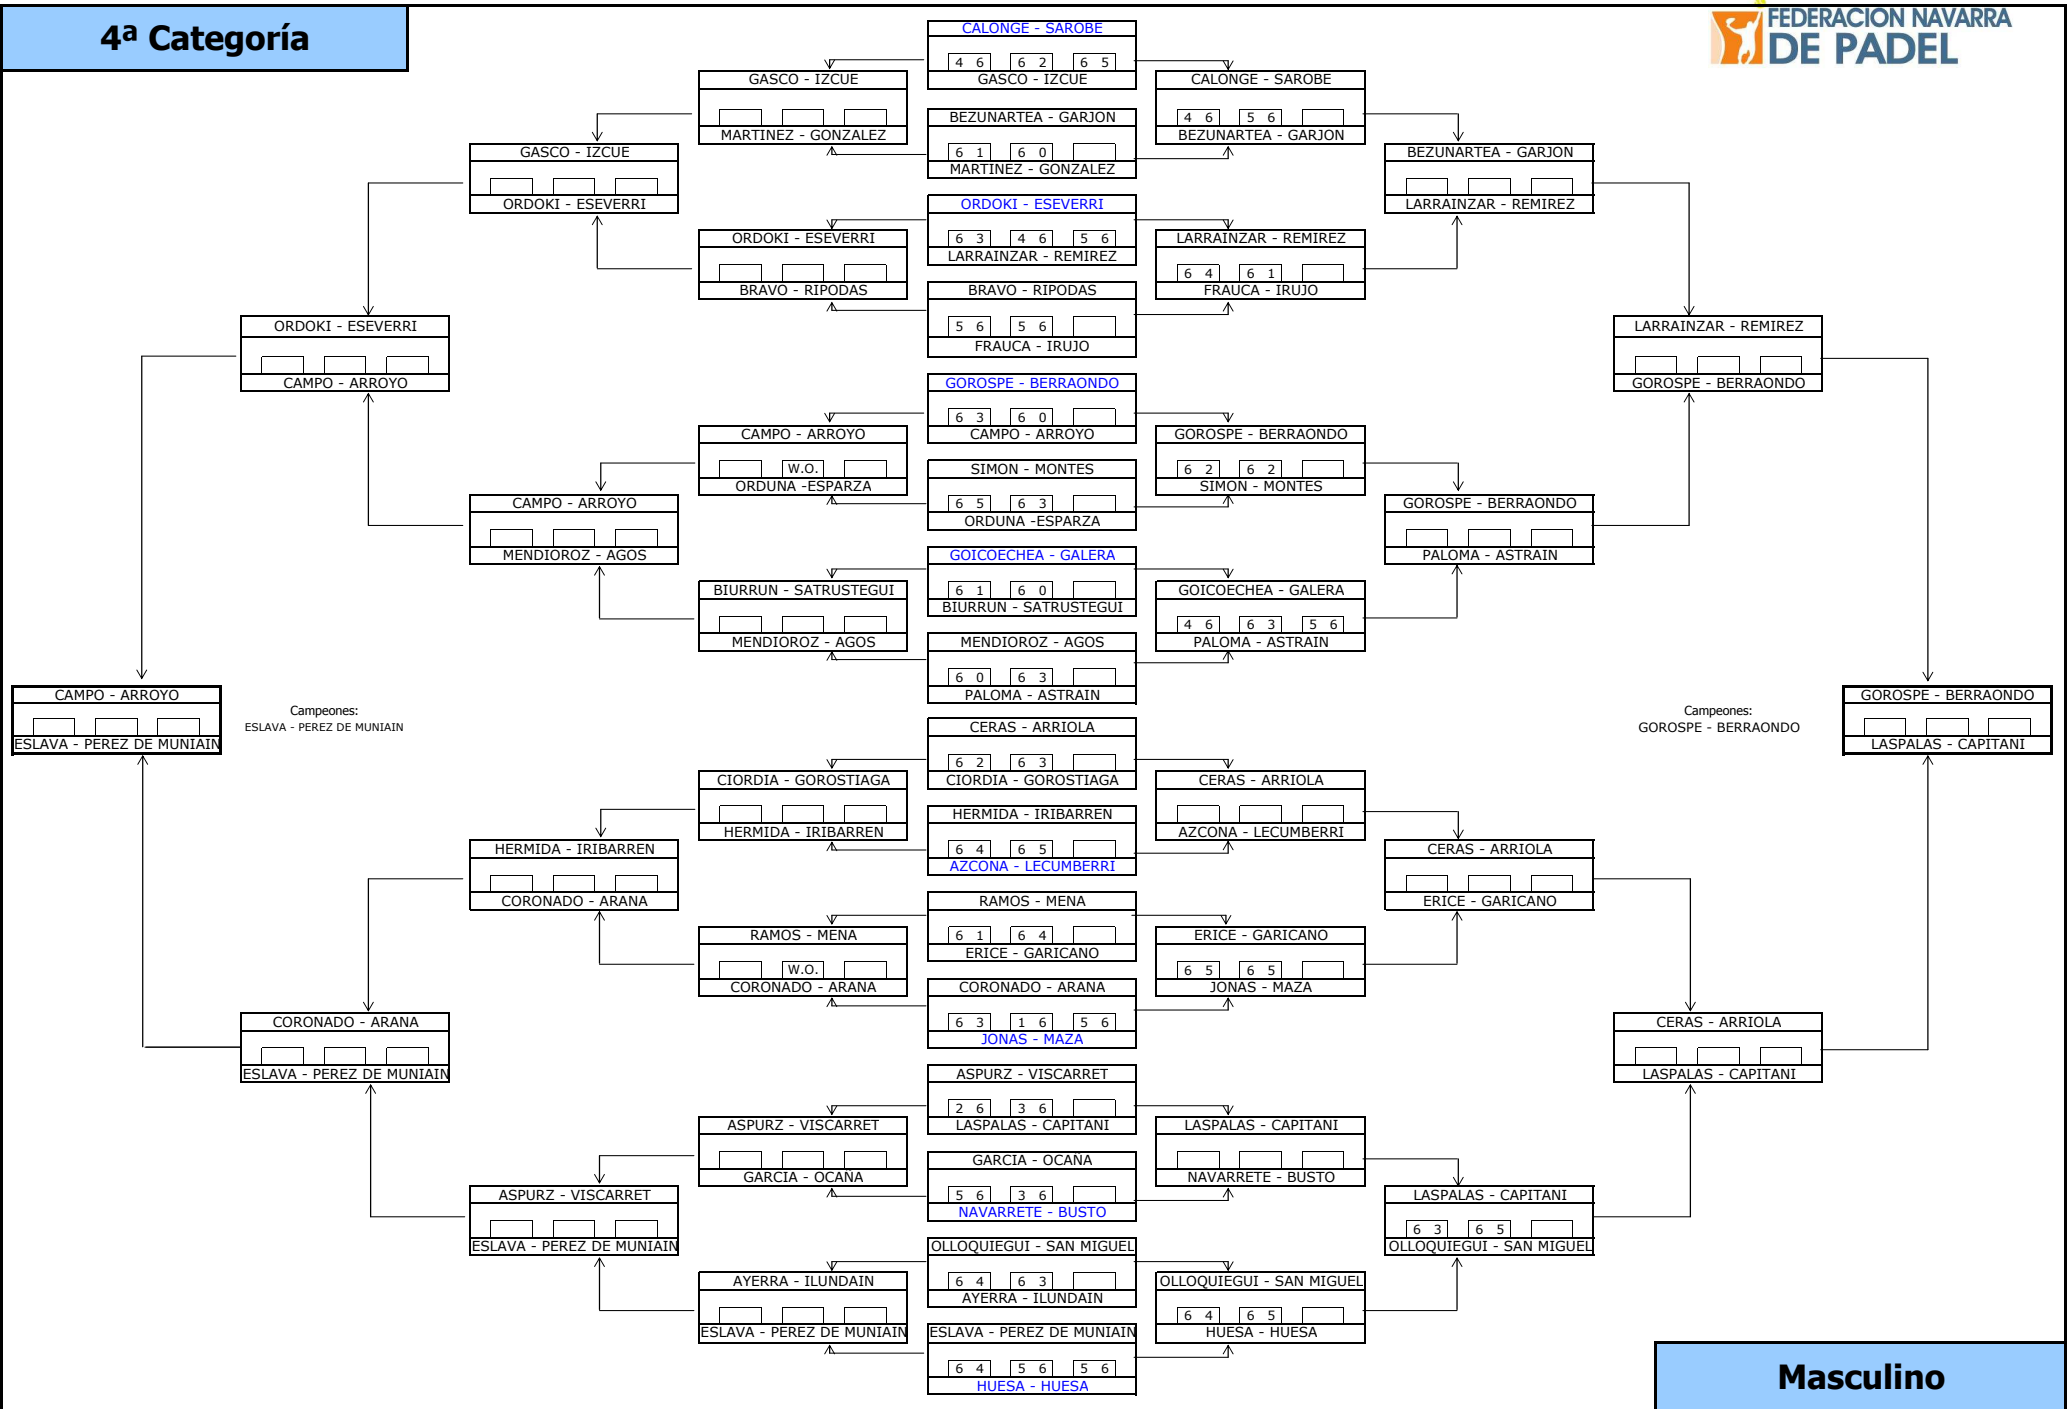 4ª Categoría
FEDERACION NAVARRA
DE PADEL
CALONGE - SAROBE
4 6 6 2 6 5
GASCO - IZCUE
BEZUNARTEA - GARJON
6 1 6 0
MARTINEZ - GONZALEZ
ORDOKI - ESEVERRI
6 3 4 6 5 6
LARRAINZAR - REMIREZ
BRAVO - RIPODAS
5 6 5 6
FRAUCA - IRUJO
GOROSPE - BERRAONDO
6 3 6 0
CAMPO - ARROYO
SIMON - MONTES
6 5 6 3
ORDUNA -ESPARZA
GOICOECHEA - GALERA
6 1 6 0
BIURRUN - SATRUSTEGUI
MENDIOROZ - AGOS
6 0 6 3
PALOMA - ASTRAIN
CERAS - ARRIOLA
6 2 6 3
CIORDIA - GOROSTIAGA
HERMIDA - IRIBARREN
6 4 6 5
AZCONA - LECUMBERRI
RAMOS - MENA
6 1 6 4
ERICE - GARICANO
CORONADO - ARANA
6 3 1 6 5 6
JONAS - MAZA
ASPURZ - VISCARRET
2 6 3 6
LASPALAS - CAPITANI
GARCIA - OCAÑA
5 6 3 6
NAVARRETE - BUSTO
OLLOQUIEGUI - SAN MIGUEL
6 4 6 3
AYERRA - ILUNDAIN
ESLAVA - PEREZ DE MUNIAIN
6 4 5 6 5 6
HUESA - HUESA
GASCO - IZCUE
MARTINEZ - GONZALEZ
ORDOKI - ESEVERRI
BRAVO - RIPODAS
CAMPO - ARROYO
W.O.
ORDUNA -ESPARZA
BIURRUN - SATRUSTEGUI
MENDIOROZ - AGOS
CIORDIA - GOROSTIAGA
HERMIDA - IRIBARREN
RAMOS - MENA
W.O.
CORONADO - ARANA
ASPURZ - VISCARRET
GARCIA - OCAÑA
AYERRA - ILUNDAIN
ESLAVA - PEREZ DE MUNIAIN
GASCO - IZCUE
ORDOKI - ESEVERRI
CAMPO - ARROYO
MENDIOROZ - AGOS
HERMIDA - IRIBARREN
CORONADO - ARANA
ASPURZ - VISCARRET
ESLAVA - PEREZ DE MUNIAIN
ORDOKI - ESEVERRI
CAMPO - ARROYO
CORONADO - ARANA
ESLAVA - PEREZ DE MUNIAIN
CAMPO - ARROYO
ESLAVA - PEREZ DE MUNIAIN
Campeones:
ESLAVA - PEREZ DE MUNIAIN
CALONGE - SAROBE
4 6 5 6
BEZUNARTEA - GARJON
LARRAINZAR - REMIREZ
6 4 6 1
FRAUCA - IRUJO
GOROSPE - BERRAONDO
6 2 6 2
SIMON - MONTES
GOICOECHEA - GALERA
4 6 6 3 5 6
PALOMA - ASTRAIN
CERAS - ARRIOLA
AZCONA - LECUMBERRI
ERICE - GARICANO
6 5 6 5
JONAS - MAZA
LASPALAS - CAPITANI
NAVARRETE - BUSTO
OLLOQUIEGUI - SAN MIGUEL
6 4 6 5
HUESA - HUESA
BEZUNARTEA - GARJON
LARRAINZAR - REMIREZ
GOROSPE - BERRAONDO
PALOMA - ASTRAIN
CERAS - ARRIOLA
ERICE - GARICANO
LASPALAS - CAPITANI
6 3 6 5
OLLOQUIEGUI - SAN MIGUEL
LARRAINZAR - REMIREZ
GOROSPE - BERRAONDO
CERAS - ARRIOLA
LASPALAS - CAPITANI
Campeones:
GOROSPE - BERRAONDO
GOROSPE - BERRAONDO
LASPALAS - CAPITANI
Masculino